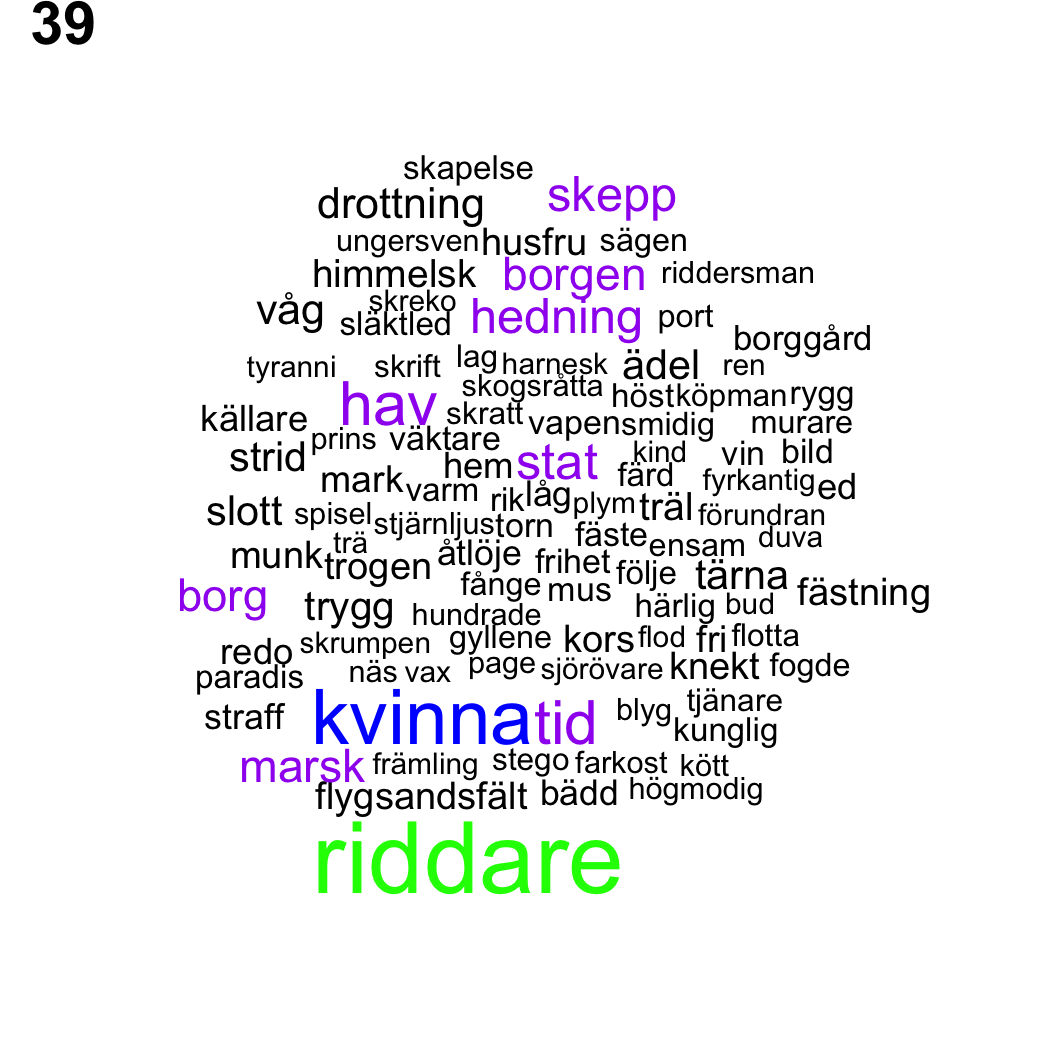 39
skapelse
drottning skepp
ungersven husfru sägen
himmelsk borgen riddersman
våg skreko hedning port
släktled borggård
tyranni skrift lag harnesk ädel ren
hav skogsråtta höst köpman rygg
källare skratt vapen smidig murare
strid prins väktare hem stat kind vin bild
mark varm rik låg färd fyrkantig ed
slott spisel stjärnljus torn plym träl förundran
munk trä trogen åtlöje fäste ensam duva
frihet följe tärna fästning
borg trygg fånge mus härlig bud
hundrade
redo skrumpen gyllene kors flod fri flotta
paradis näs vax page sjörövare knekt fogde
straff kvinna tid blyg tjänare
kunglig
marsk främling stego farkost kött
flygsandsfält bädd högmodig
riddare